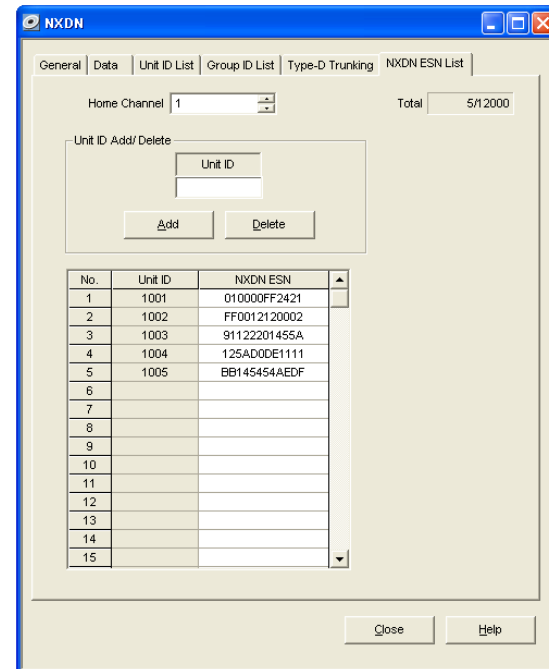 NXDN
General Data Unit ID List Group ID List Type-D Trunking NXDN ESN List
Home Channel 1 Total 5/12000
Unit ID Add/Delete
Unit ID
Add Delete
No. Unit ID NXDN ESN
1 1001 010000FF2421
2 1002 FF0012120002
3 1003 91122201455A
4 1004 125AD0DE1111
5 1005 BB145454AEDF
6
7
8
9
10
11
12
13
14
15
Close Help